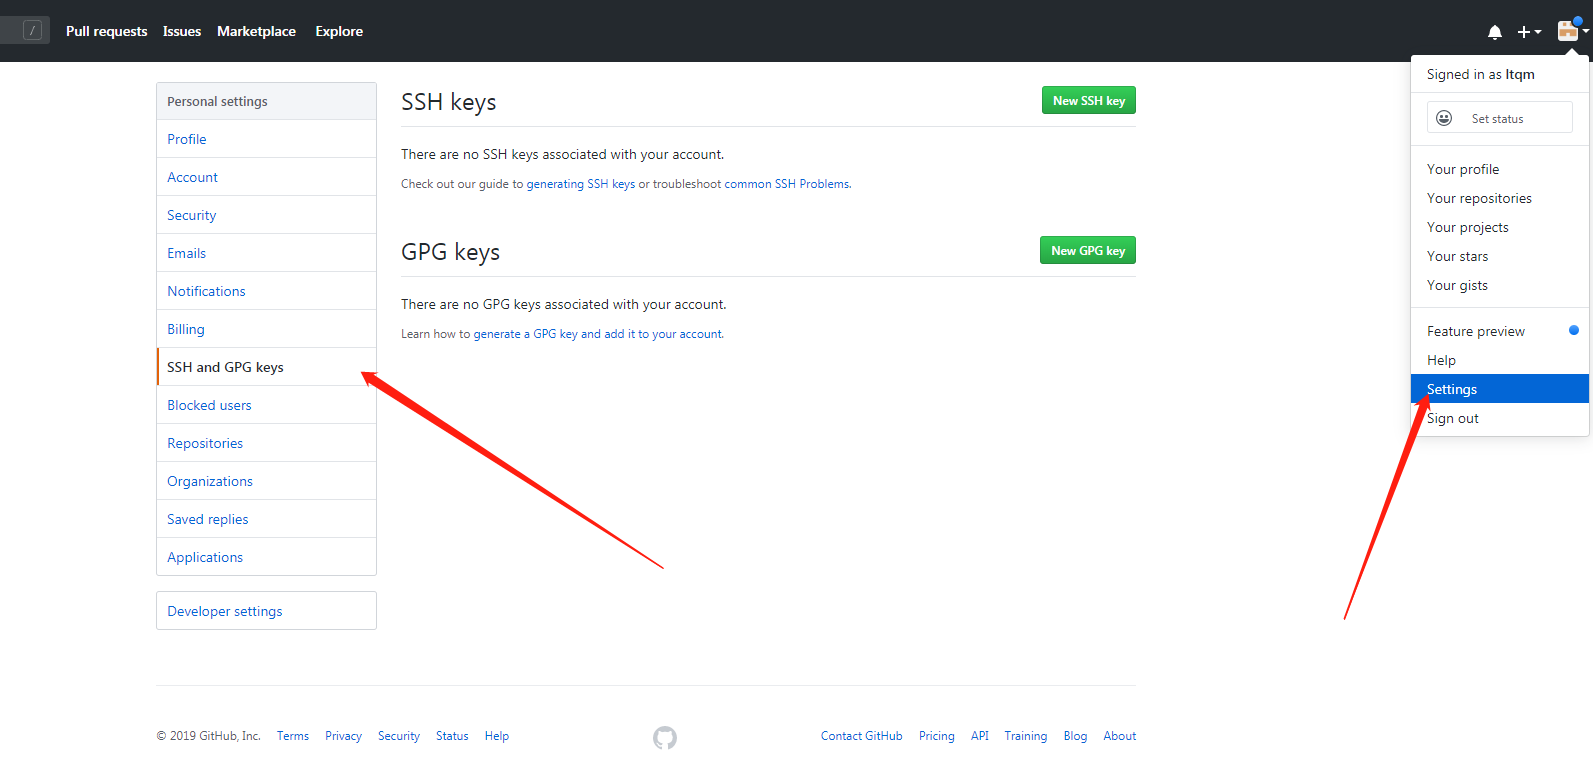 / Pull requests Issues Marketplace Explore
Signed in as ltqm
Set status
Your profile
Your repositories
Your projects
Your stars
Your gists
Feature preview
Help
Settings
Sign out
Personal settings
Profile
Account
Security
Emails
Notifications
Billing
SSH and GPG keys
Blocked users
Repositories
Organizations
Saved replies
Applications
Developer settings
SSH keys
New SSH key
There are no SSH keys associated with your account.
Check out our guide to generating SSH keys or troubleshoot common SSH Problems.
GPG keys
New GPG key
There are no GPG keys associated with your account.
Learn how to generate a GPG key and add it to your account.
© 2019 GitHub, Inc. Terms Privacy Security Status Help
Contact GitHub Pricing API Training Blog About